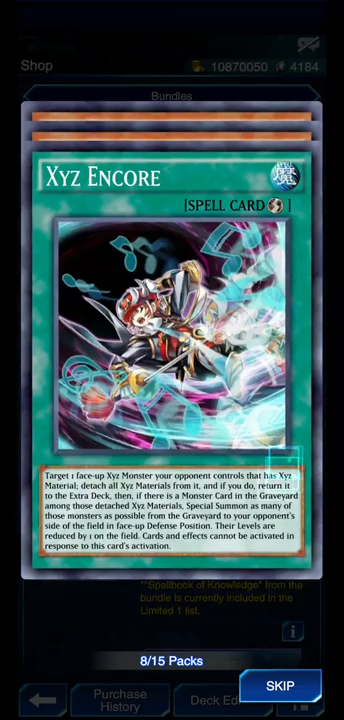 Shop
10870050
4184
Bundles
XYZ ENCORE
[SPELL CARD ]
Target 1 face-up Xyz Monster your opponent controls that has Xyz
Material; detach all Xyz Materials from it, and if you do, return it
to the Extra Deck, then, if there is a Monster Card in the Graveyard
among those detached Xyz Materials, Special Summon as many of
those monsters as possible from the Graveyard to your opponent's
side of the field in face-up Defense Position. Their Levels are
reduced by 1 on the field. Cards and effects cannot be activated in
response to this card's activation.
**Spellbook of Knowledge" from the
bundle is currently included in the
Limited 1 list.
8/15 Packs
SKIP
Purchase
History
Deck Ed